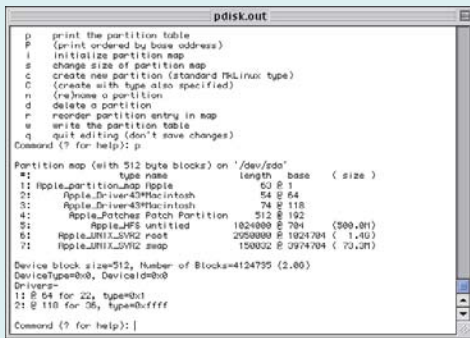 pdisk.out
p print the partition table
P (print ordered by base address)
i initialize partition map
s change size of partition map
c create new partition (standard MkLinux type)
C (create with type also specified)
n (re)name a partition
d delete a partition
r reorder partition entry in map
w write the partition table
q quit editing (don't save changes)
Command (? for help): p
Partition map (with 512 byte blocks) on '/dev/sda'
#: type name length base ( size )
1: Apple_partition_map Apple 63 @ 1
2: Apple_Driver43*Macintosh 54 @ 64
3: Apple_Driver43*Macintosh 74 @ 118
4: Apple_Patches Patch Partition 512 @ 192
5: Apple_HFS untitled 1024000 @ 704 (500.0M)
6: Apple_UNIX_SVR2 root 2950000 @ 1024704 ( 1.4G)
7: Apple_UNIX_SVR2 swap 150032 @ 3974704 ( 73.3M)
Device block size=512, Number of Blocks=4124735 (2.0G)
DeviceType=0x0, DeviceId=0x0
Drivers-
1: @ 64 for 22, type=0x1
2: @ 118 for 36, type=0xffff
Command (? for help):